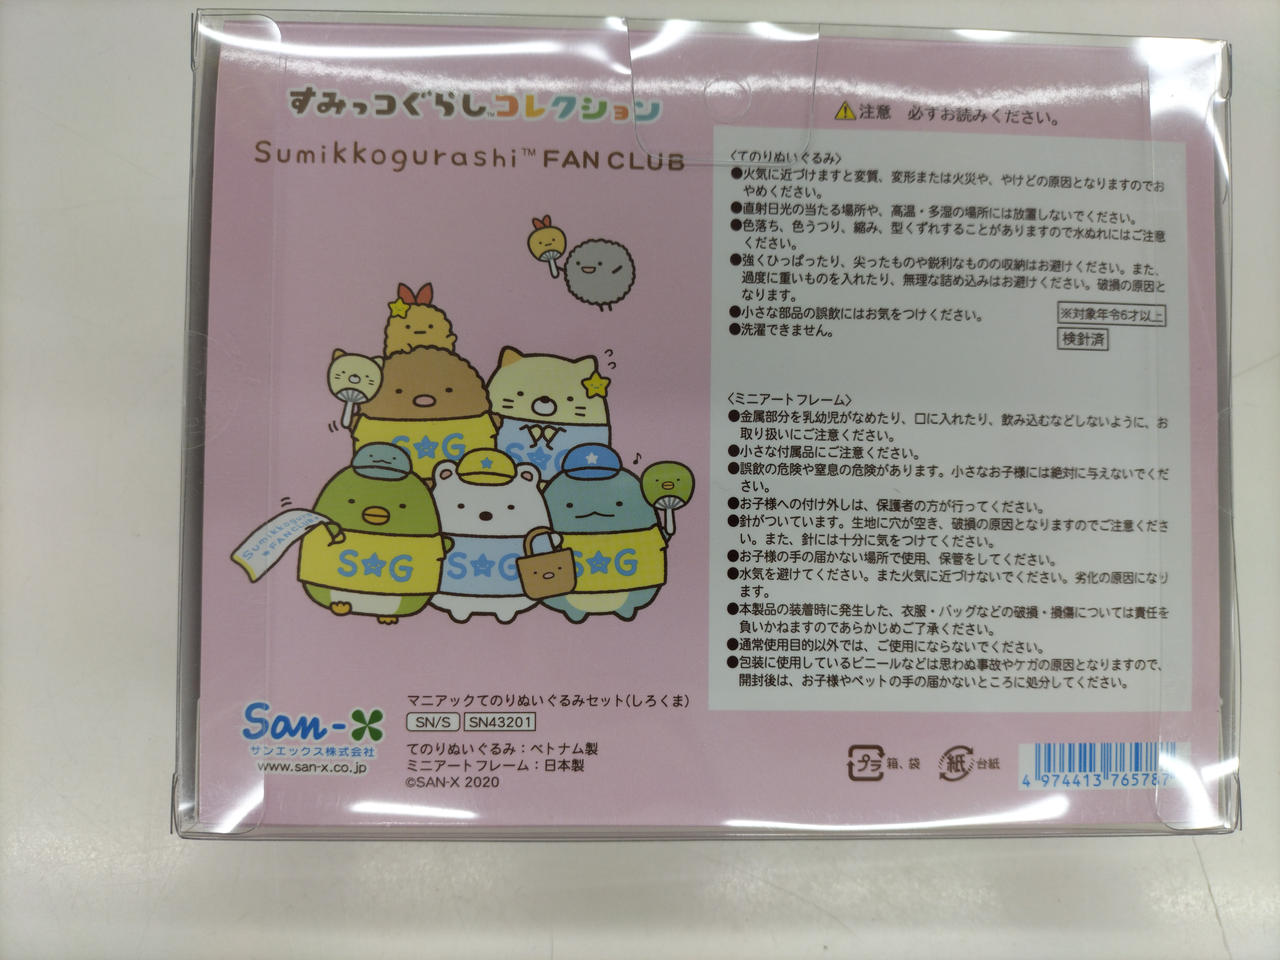 すみっコぐらし™コレクション
Sumikkogurashi™ FAN CLUB
S★G
S★G
S★G
S★G
S★G
Sumikkogu
★FANCLUB
マニアックてのりぬいぐるみセット(しろくま)
SN/S SN43201
てのりぬいぐるみ：ベトナム製
ミニアートフレーム：日本製
©SAN-X 2020
San-X
サンエックス株式会社
www.san-x.co.jp
注意 必ずお読みください。
〈てのりぬいぐるみ〉
●火気に近づけますと変質、変形または火災や、やけどの原因となりますのでお
やめください。
●直射日光の当たる場所や、高温・多湿の場所には放置しないでください。
●色落ち、色うつり、縮み、型くずれすることがありますので水ぬれにはご注意
ください。
●強くひっぱったり、尖ったものや鋭利なものの収納はお避けください。また、
過度に重いものを入れたり、無理な詰め込みはお避けください。破損の原因と
なります。
●小さな部品の誤飲にはお気をつけください。
※対象年令6才以上
●洗濯できません。
検針済
〈ミニアートフレーム〉
●金属部分を乳幼児がなめたり、口に入れたり、飲み込むなどしないように、お
取り扱いにご注意ください。
●小さな付属品にご注意ください。
●誤飲の危険や窒息の危険があります。小さなお子様には絶対に与えないでくだ
さい。
●お子様への付け外しは、保護者の方が行ってください。
●針がついています。生地に穴が空き、破損の原因となりますのでご注意くださ
い。また、針には十分に気をつけてください。
●お子様の手の届かない場所で使用、保管をしてください。
●水気を避けてください。また火気に近づけないでください。劣化の原因になり
ます。
●本製品の装着時に発生した、衣服・バッグなどの破損・損傷については責任を
負いかねますのであらかじめご了承ください。
●通常使用目的以外では、ご使用にならないでください。
●包装に使用しているビニールなどは思わぬ事故やケガの原因となりますので、
開封後は、お子様やペットの手の届かないところに処分してください。
プラ 箱、袋
紙 台紙
4 974413 765787